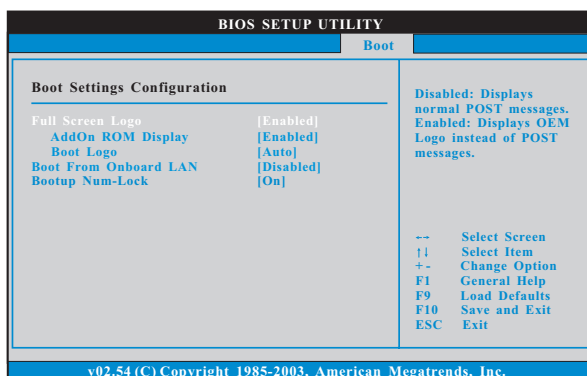 BIOS SETUP UTILITY
Boot
Boot Settings Configuration
Full Screen Logo [Enabled]
AddOn ROM Display [Enabled]
Boot Logo [Auto]
Boot From Onboard LAN [Disabled]
Bootup Num-Lock [On]
Disabled: Displays
normal POST messages.
Enabled: Displays OEM
Logo instead of POST
messages.
←→ Select Screen
↑↓ Select Item
+ - Change Option
F1 General Help
F9 Load Defaults
F10 Save and Exit
ESC Exit
v02.54 (C) Copyright 1985-2003, American Megatrends, Inc.